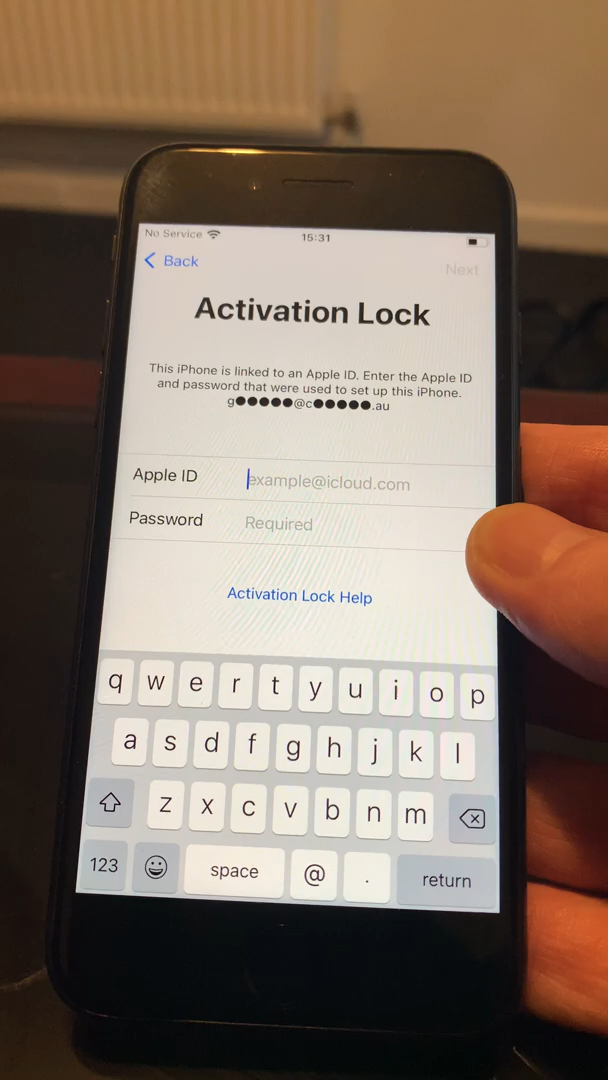 No Service 15:31
Back Next
Activation Lock
This iPhone is linked to an Apple ID. Enter the Apple ID
and password that were used to set up this iPhone.
g●●●●●@c●●●●●.au
Apple ID example@icloud.com
Password Required
Activation Lock Help
q w e r t y u i o p
a s d f g h j k l
z x c v b n m
123 space @ . return